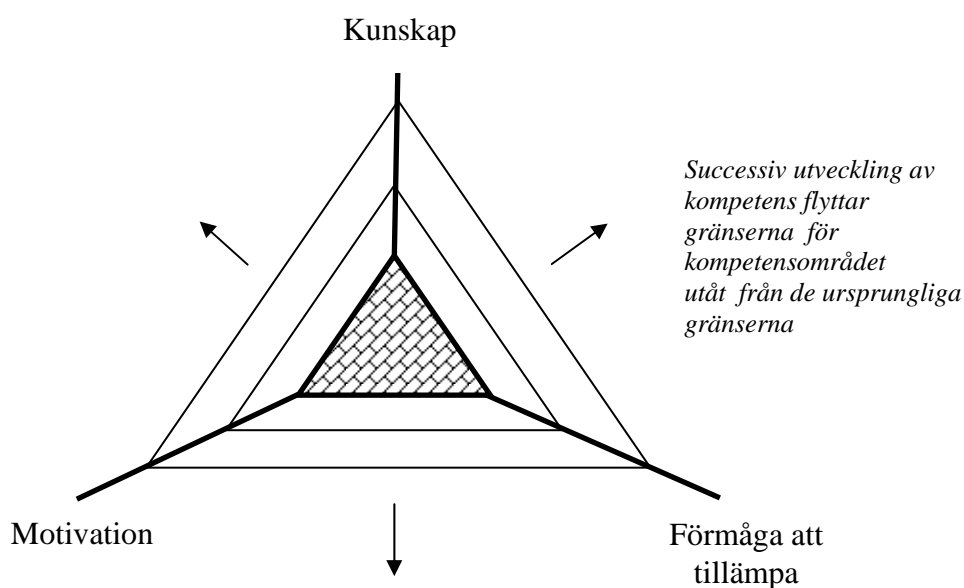 Kunskap
Successiv utveckling av
kompetens flyttar
gränserna för
kompetensområdet
utåt från de ursprungliga
gränserna
Motivation
Förmåga att
tillämpa